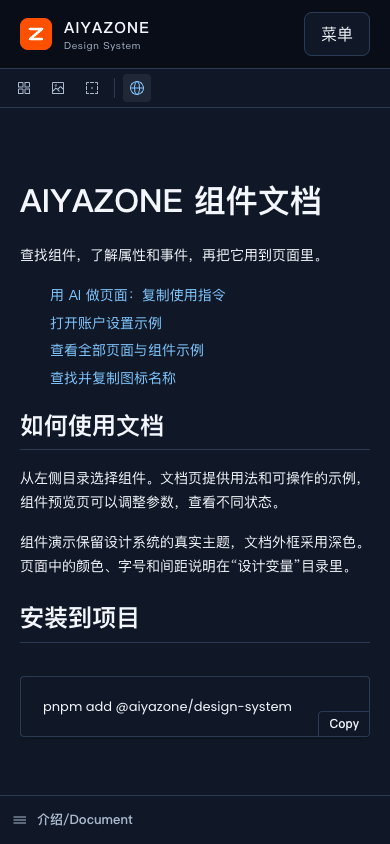 AIYAZONE
Design System
菜单
AIYAZONE 组件文档
查找组件，了解属性和事件，再把它用到页面里。
用 AI 做页面：复制使用指令
打开账户设置示例
查看全部页面与组件示例
查找并复制图标名称
如何使用文档
从左侧目录选择组件。文档页提供用法和可操作的示例，
组件预览页可以调整参数，查看不同状态。
组件演示保留设计系统的真实主题，文档外框采用深色。
页面中的颜色、字号和间距说明在“设计变量”目录里。
安装到项目
pnpm add @aiyazone/design-system
Copy
介绍/Document